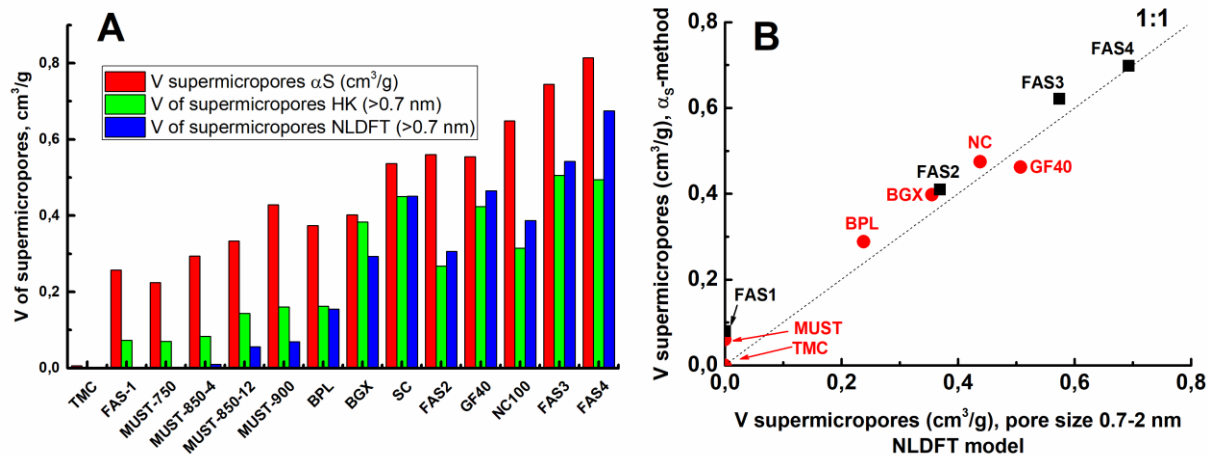 A
V supermicropores αS (cm³/g)
V of supermicropores HK (>0.7 nm)
V of supermicropores NLDFT (>0.7 nm)
V of supermicropores, cm³/g
0,8
0,6
0,4
0,2
0,0
TMC
FAS-1
MUST-750
MUST-850-4
MUST-850-12
MUST-900
BPL
BGX
SC
FAS2
GF40
NC100
FAS3
FAS4
B
1:1
V supermicropores (cm³/g), αS-method
0,8
0,6
0,4
0,2
0,0
FAS4
FAS3
NC
GF40
FAS2
BGX
BPL
FAS1
MUST
TMC
0,0
0,2
0,4
0,6
0,8
V supermicropores (cm³/g), pore size 0.7-2 nm
NLDFT model